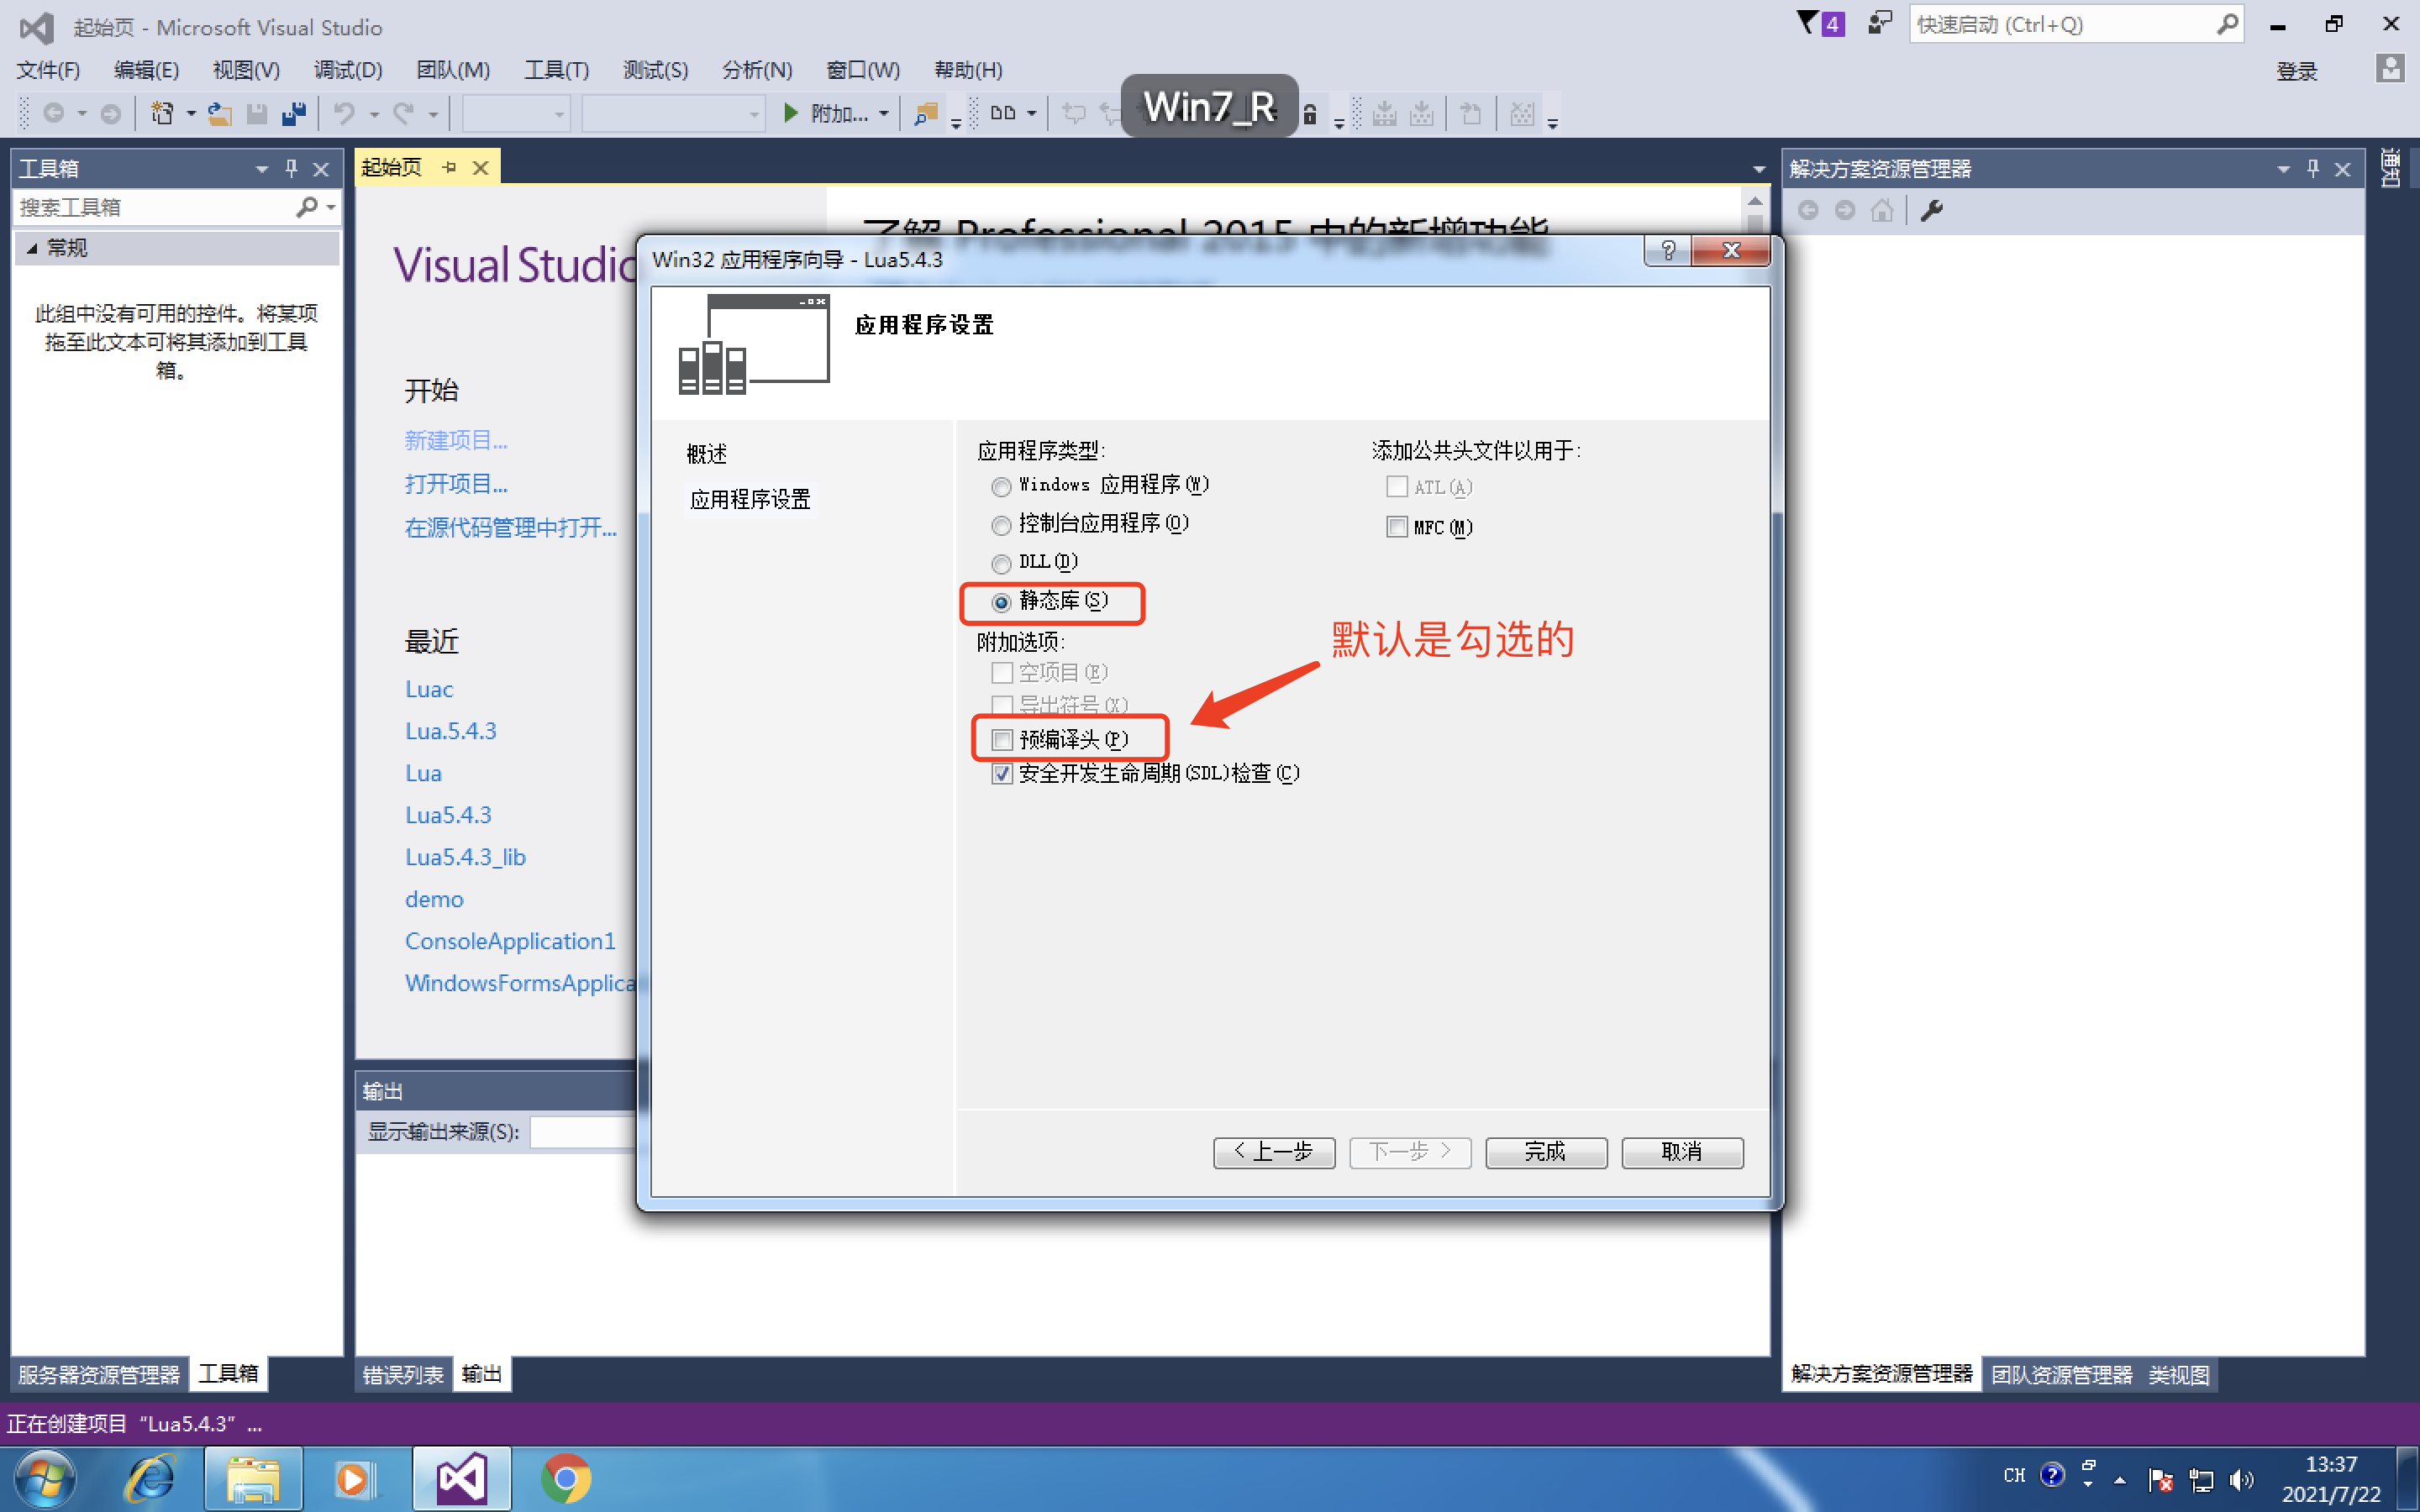 起始页 - Microsoft Visual Studio
4
快速启动 (Ctrl+Q)
文件(F) 编辑(E) 视图(V) 调试(D) 团队(M) 工具(T) 测试(S) 分析(N) 窗口(W) 帮助(H)
登录
附加...
Win7_R
工具箱
搜索工具箱
常规
此组中没有可用的控件。将某项
拖至此文本可将其添加到工具
箱。
起始页
了解 Professional 2015 中的新增功能
Visual Studio
开始
新建项目...
打开项目...
在源代码管理中打开...
最近
Luac
Lua.5.4.3
Lua
Lua5.4.3
Lua5.4.3_lib
demo
ConsoleApplication1
WindowsFormsApplica
Win32 应用程序向导 - Lua5.4.3
应用程序设置
概述
应用程序设置
应用程序类型:
Windows 应用程序(W)
控制台应用程序(O)
DLL(D)
静态库(S)
附加选项:
空项目(E)
导出符号(X)
预编译头(P)
安全开发生命周期(SDL)检查(C)
添加公共头文件以用于:
ATL(A)
MFC(M)
默认是勾选的
< 上一步
下一步 >
完成
取消
输出
显示输出来源(S):
解决方案资源管理器
通知
服务器资源管理器 工具箱
错误列表 输出
解决方案资源管理器 团队资源管理器 类视图
正在创建项目 “Lua5.4.3” ...
CH
13:37
2021/7/22